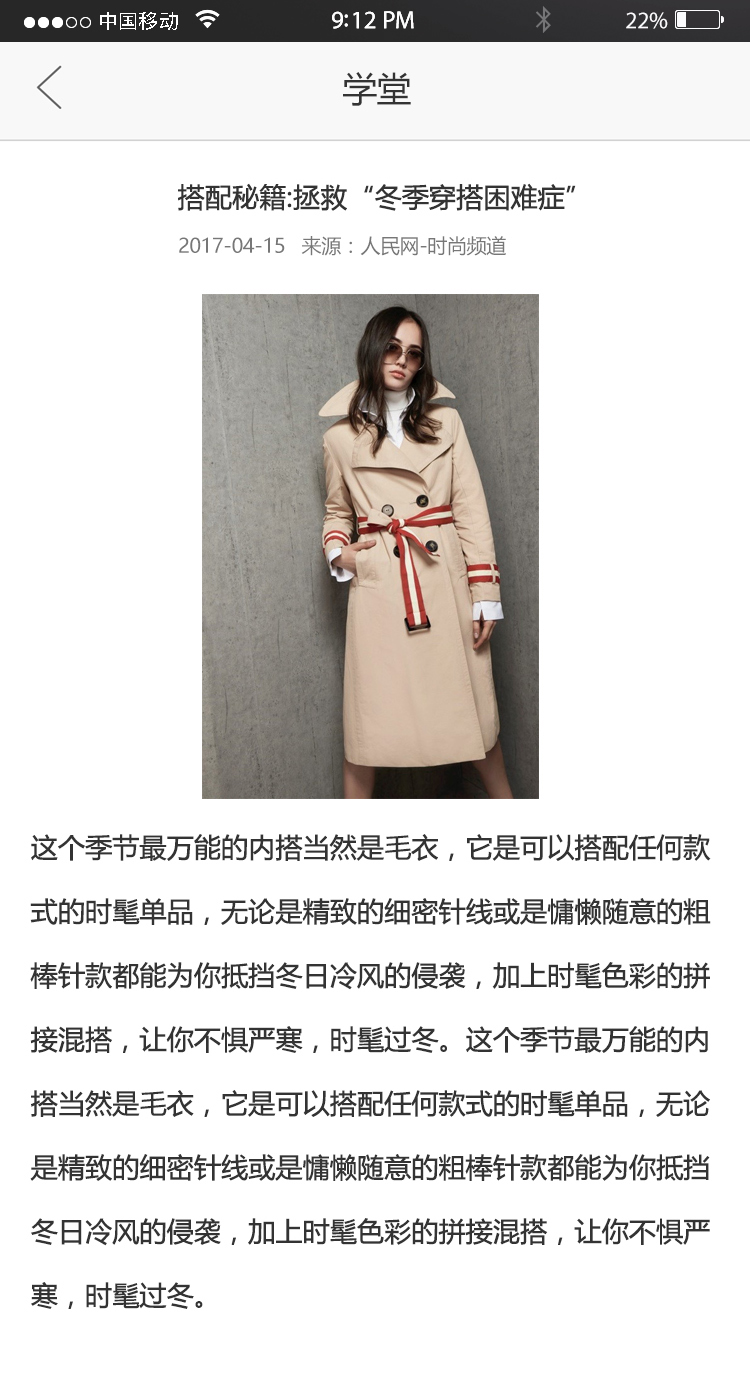 中国移动 9:12 PM 22%
学堂
搭配秘籍:拯救“冬季穿搭困难症”
2017-04-15 来源：人民网-时尚频道
这个季节最万能的内搭当然是毛衣，它是可以搭配任何款
式的时髦单品，无论是精致的细密针线或是慵懒随意的粗
棒针款都能为你抵挡冬日冷风的侵袭，加上时髦色彩的拼
接混搭，让你不惧严寒，时髦过冬。这个季节最万能的内
搭当然是毛衣，它是可以搭配任何款式的时髦单品，无论
是精致的细密针线或是慵懒随意的粗棒针款都能为你抵挡
冬日冷风的侵袭，加上时髦色彩的拼接混搭，让你不惧严
寒，时髦过冬。